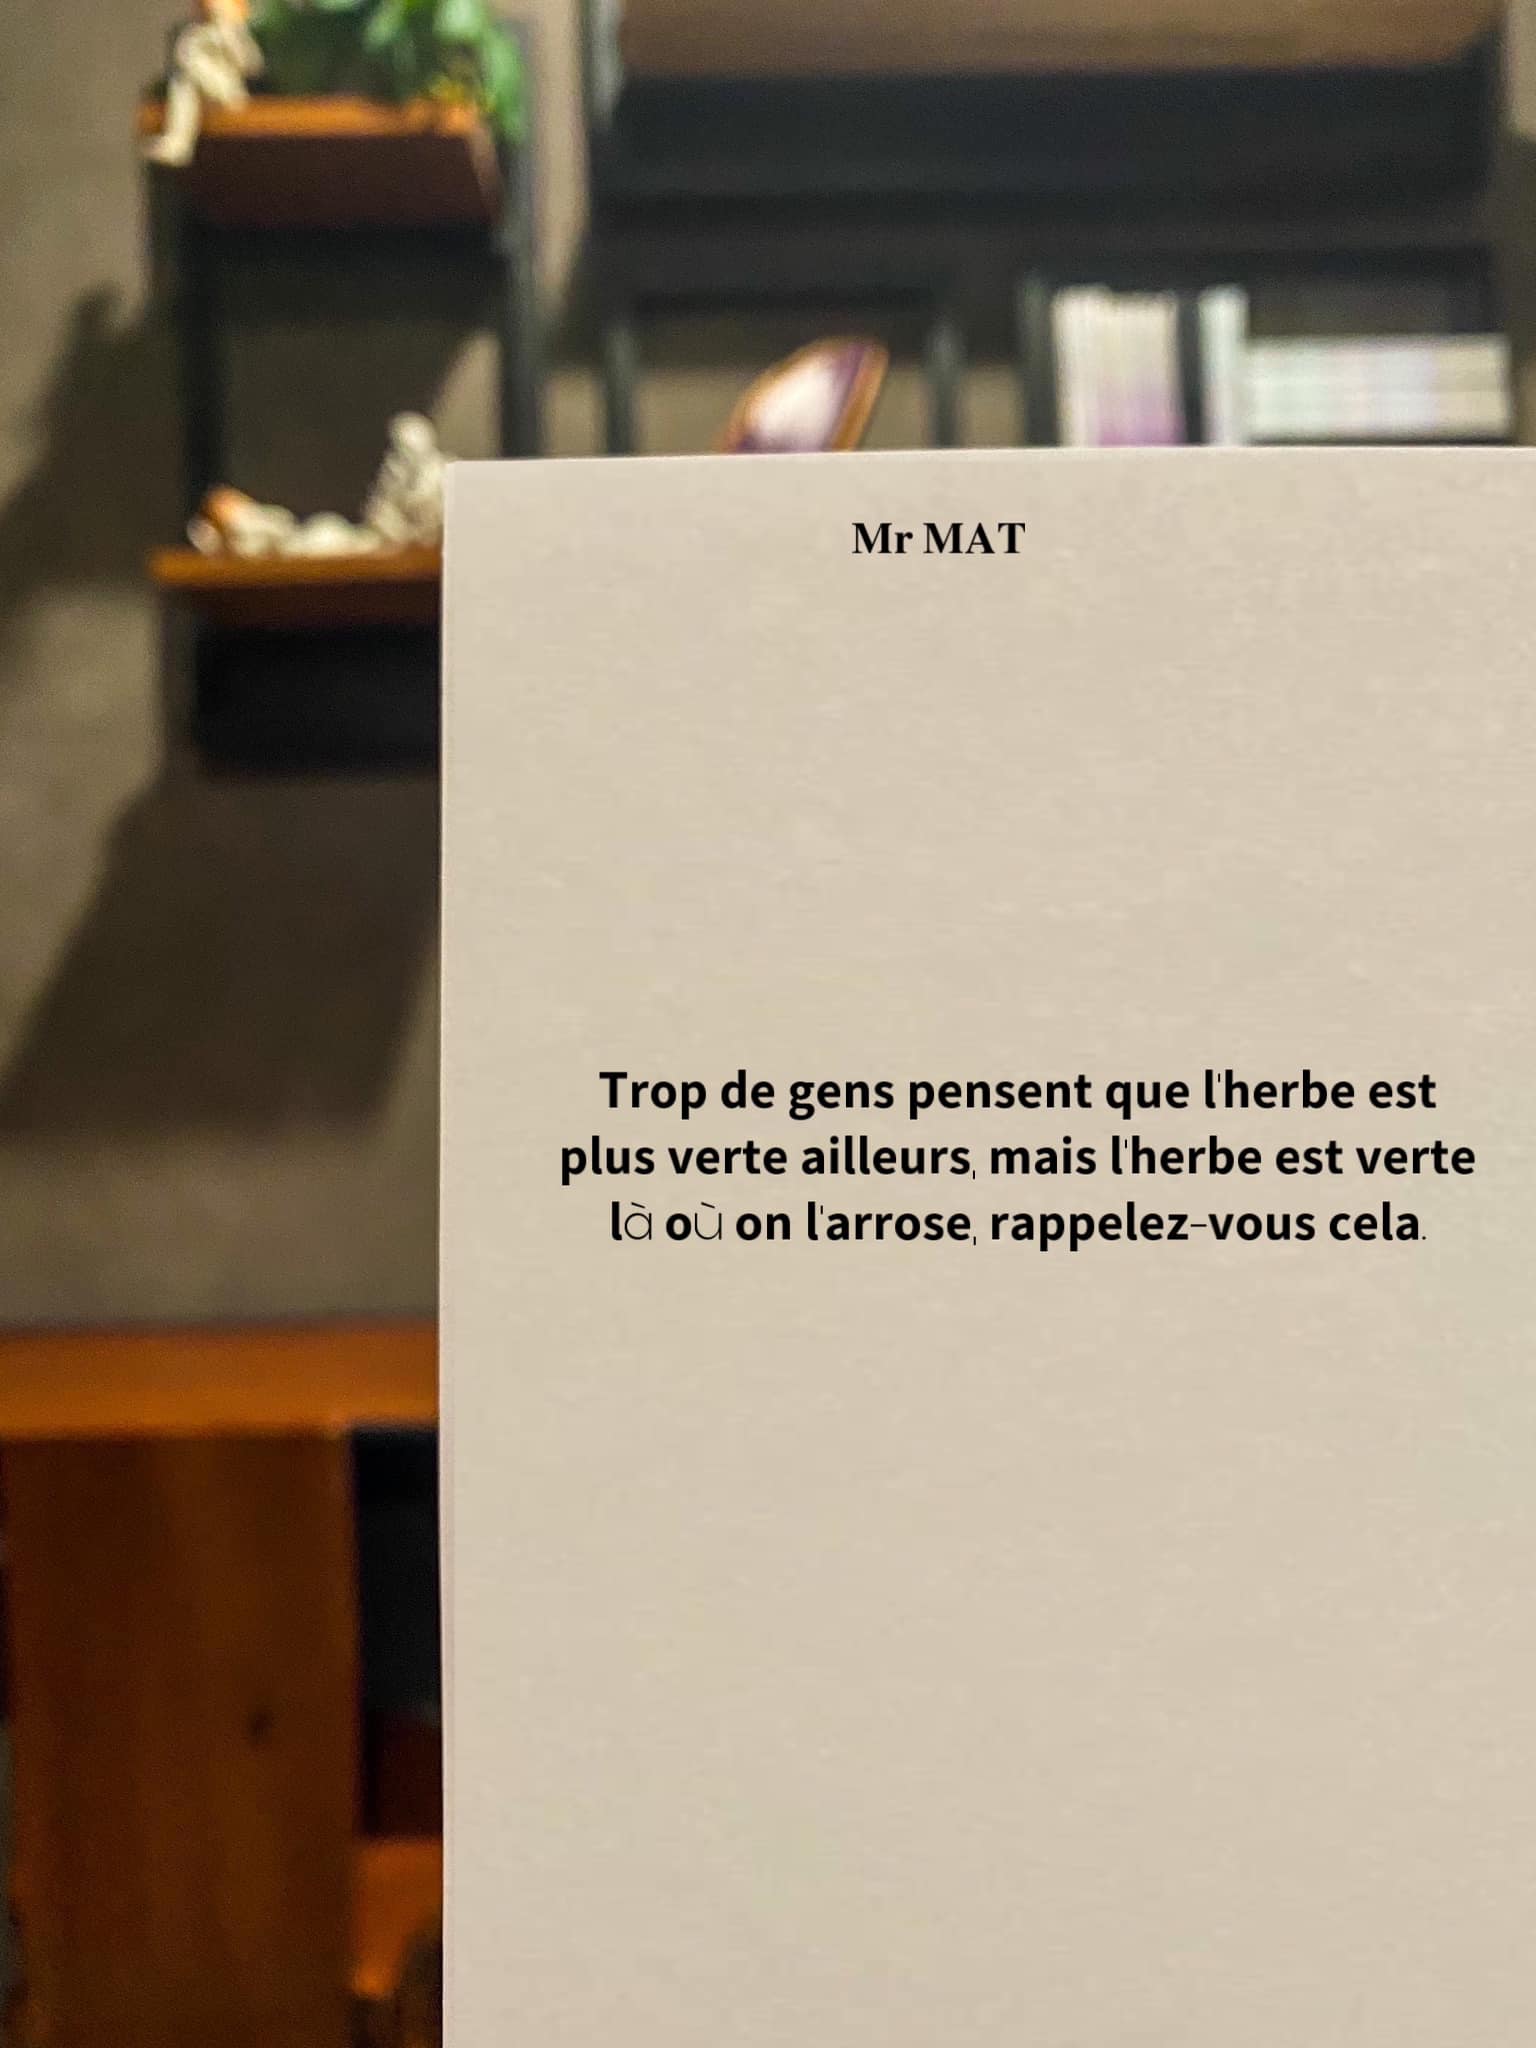 Mr MAT
Trop de gens pensent que l'herbe est
plus verte ailleurs, mais l'herbe est verte
là où on l'arrose, rappelez-vous cela.